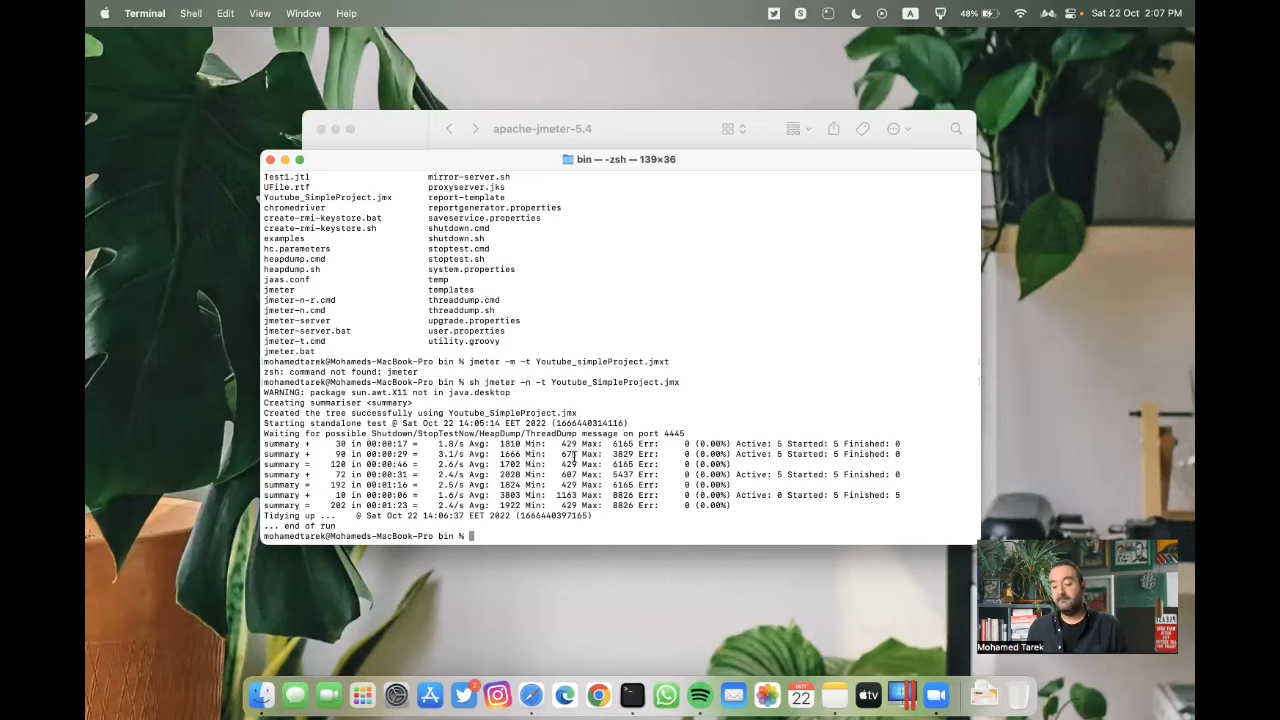 Terminal Shell Edit View Window Help
A 48% Sat 22 Oct 2:07 PM
apache-jmeter-5.4
bin — -zsh — 139×36
Test1.jtl mirror-server.sh
UFile.rtf proxyserver.jks
Youtube_SimpleProject.jmx report-template
chromedriver reportgenerator.properties
create-rmi-keystore.bat saveservice.properties
create-rmi-keystore.sh shutdown.cmd
examples shutdown.sh
hc.parameters stoptest.cmd
heapdump.cmd stoptest.sh
heapdump.sh system.properties
jaas.conf temp
jmeter templates
jmeter-n-r.cmd threaddump.cmd
jmeter-n.cmd threaddump.sh
jmeter-server upgrade.properties
jmeter-server.bat user.properties
jmeter-t.cmd utility.groovy
jmeter.bat
mohamedtarek@Mohameds-MacBook-Pro bin % jmeter -m -t Youtube_simpleProject.jmxt
zsh: command not found: jmeter
mohamedtarek@Mohameds-MacBook-Pro bin % sh jmeter -n -t Youtube_SimpleProject.jmx
WARNING: package sun.awt.X11 not in java.desktop
Creating summariser <summary>
Created the tree successfully using Youtube_SimpleProject.jmx
Starting standalone test @ Sat Oct 22 14:05:14 EET 2022 (1666440314116)
Waiting for possible Shutdown/StopTestNow/HeapDump/ThreadDump message on port 4445
summary + 30 in 00:00:17 = 1.8/s Avg: 1810 Min: 429 Max: 6165 Err: 0 (0.00%) Active: 5 Started: 5 Finished: 0
summary + 90 in 00:00:29 = 3.1/s Avg: 1666 Min: 675 Max: 3829 Err: 0 (0.00%) Active: 5 Started: 5 Finished: 0
summary = 120 in 00:00:46 = 2.6/s Avg: 1702 Min: 429 Max: 6165 Err: 0 (0.00%)
summary + 72 in 00:00:31 = 2.4/s Avg: 2028 Min: 607 Max: 5437 Err: 0 (0.00%) Active: 5 Started: 5 Finished: 0
summary = 192 in 00:01:16 = 2.5/s Avg: 1824 Min: 429 Max: 6165 Err: 0 (0.00%)
summary + 10 in 00:00:06 = 1.6/s Avg: 3803 Min: 1163 Max: 8826 Err: 0 (0.00%) Active: 0 Started: 5 Finished: 5
summary = 202 in 00:01:23 = 2.4/s Avg: 1922 Min: 429 Max: 8826 Err: 0 (0.00%)
Tidying up ... @ Sat Oct 22 14:06:37 EET 2022 (1666440397165)
... end of run
mohamedtarek@Mohameds-MacBook-Pro bin %
Mohamed Tarek
OCT
22
tv